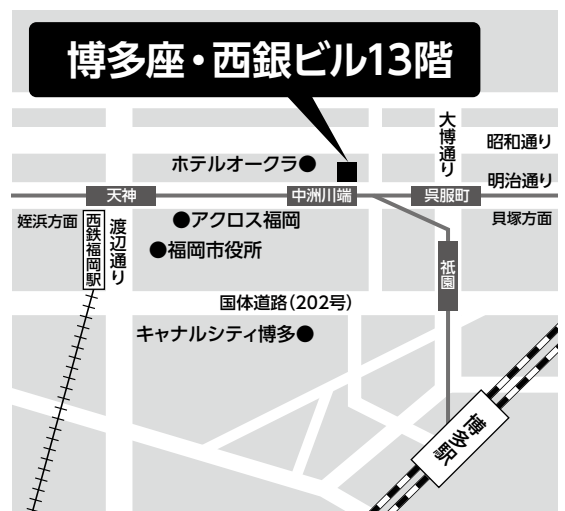 博多座・西銀ビル13階
大博通り
昭和通り
ホテルオークラ●
明治通り
天神
中洲川端
呉服町
姪浜方面
西鉄福岡駅
渡辺通り
●アクロス福岡
貝塚方面
●福岡市役所
祇園
国体道路(202号)
キャナルシティ博多●
博多駅